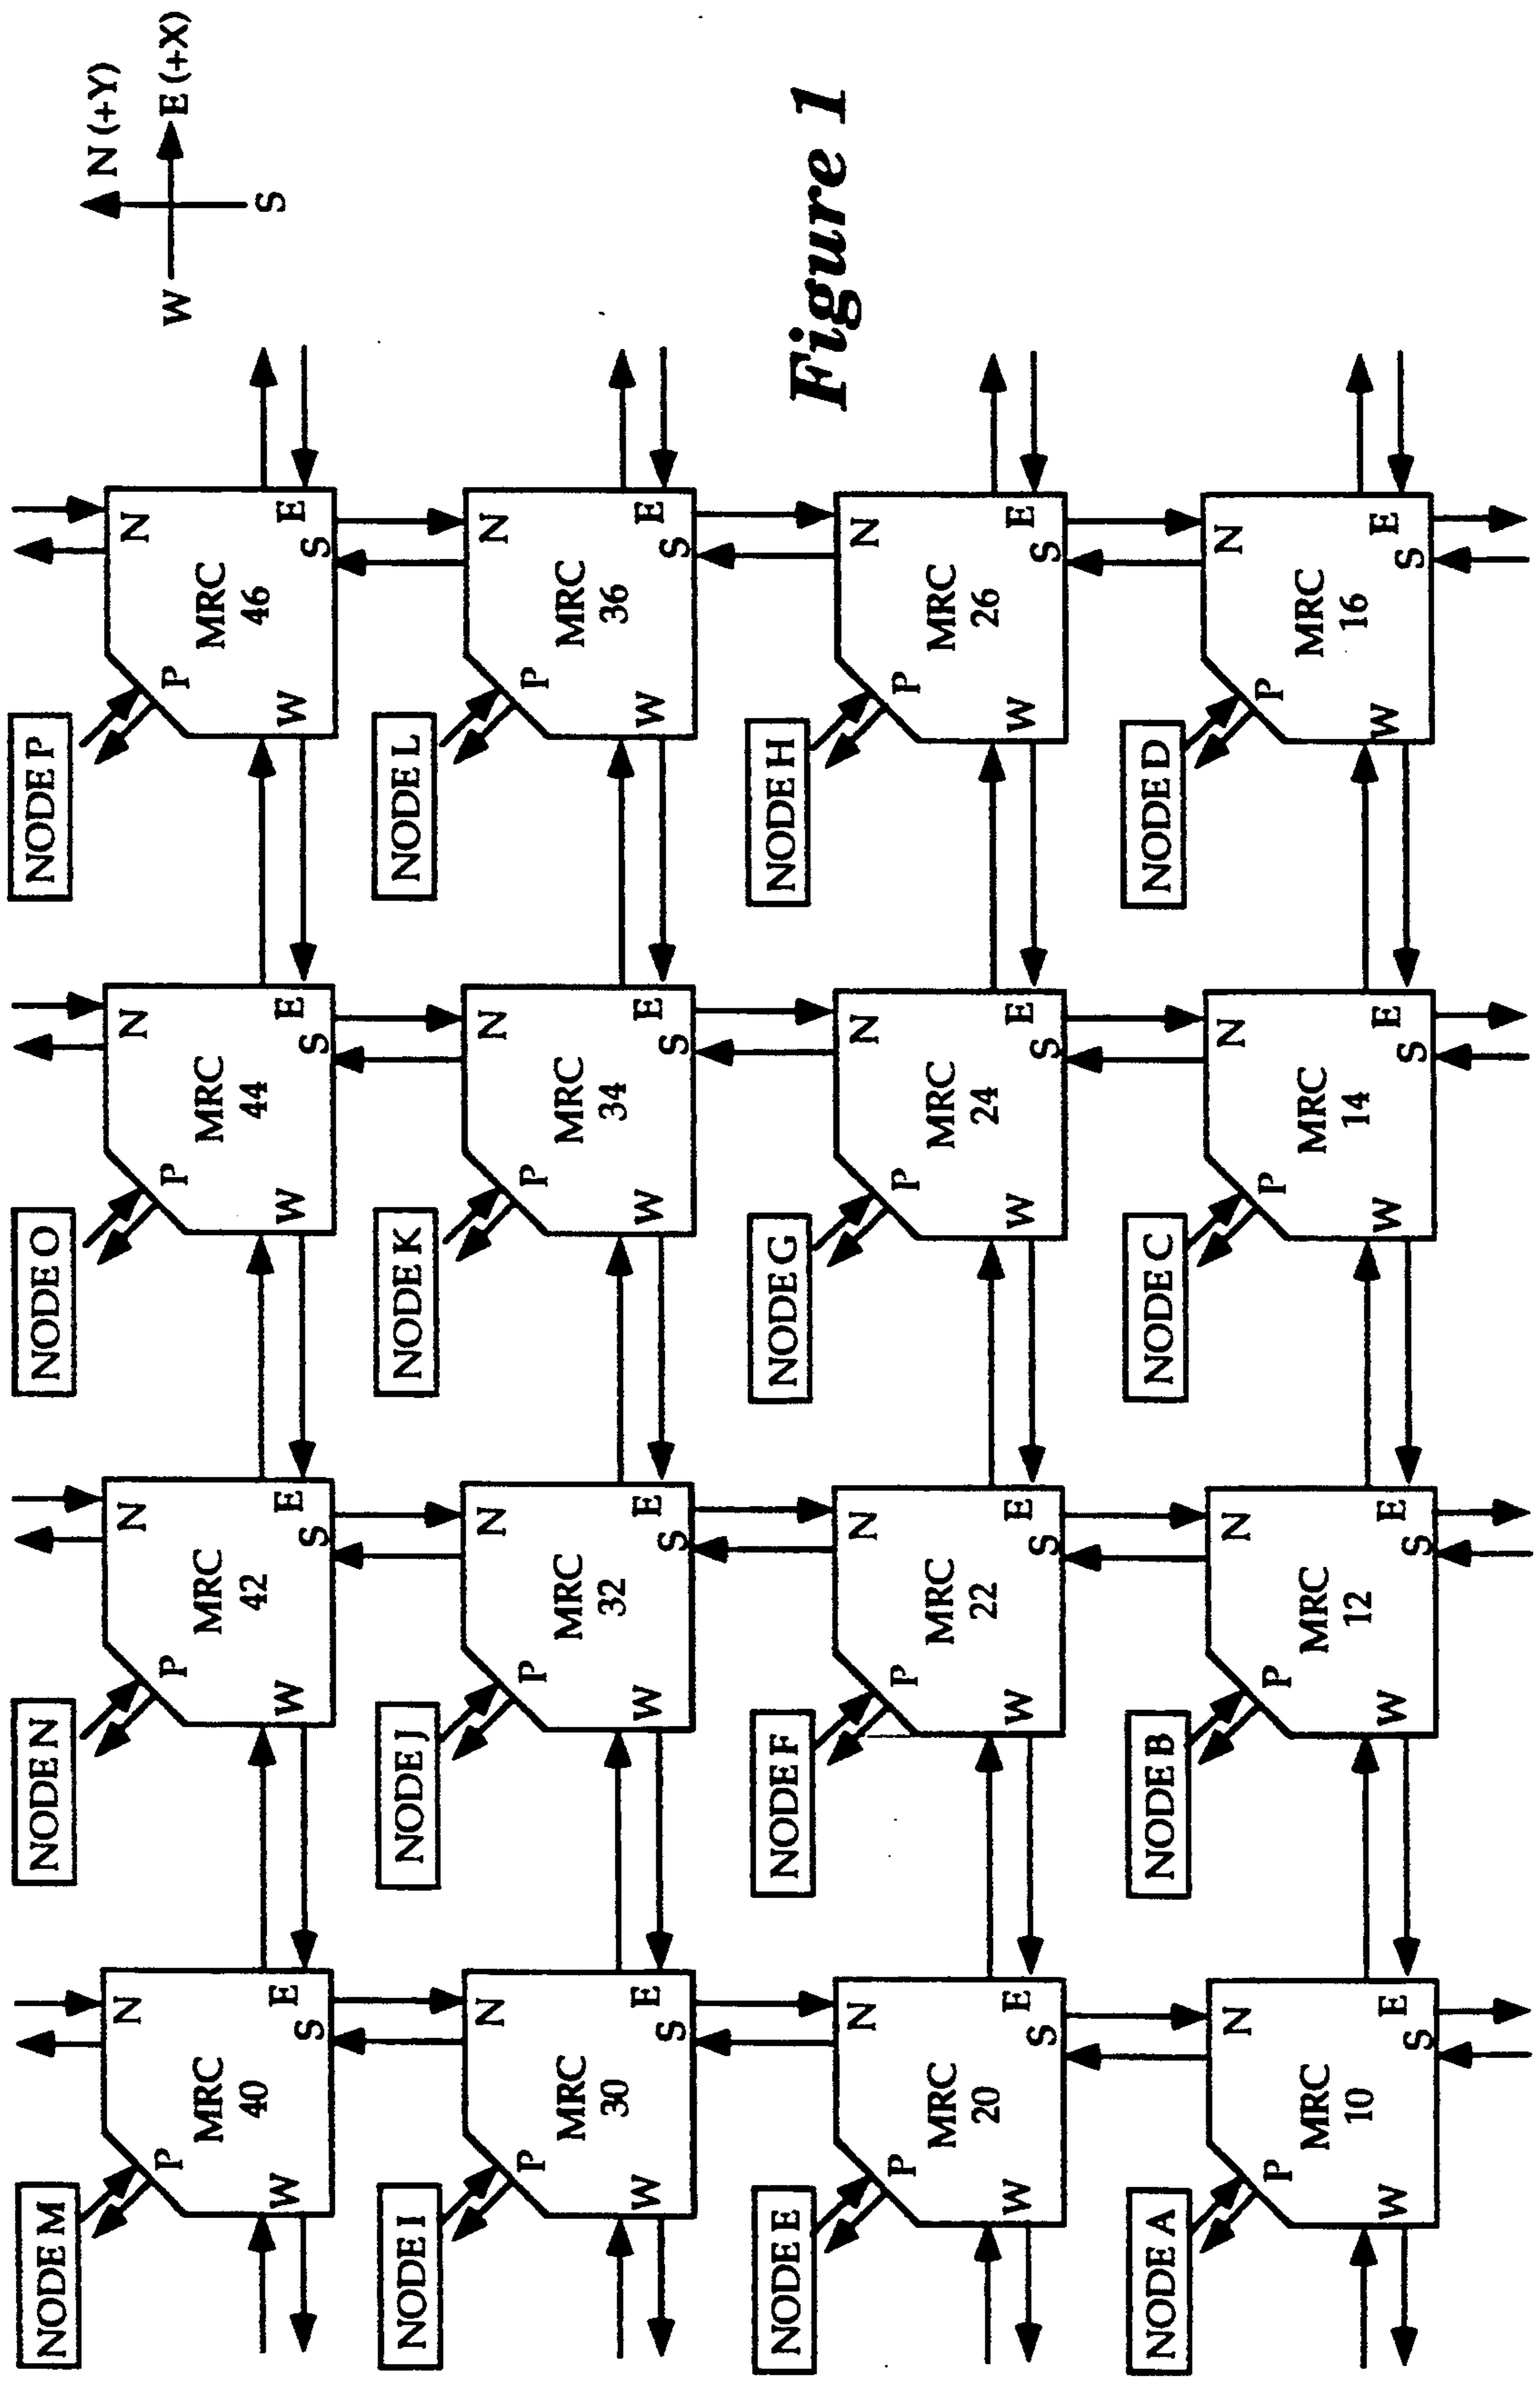 NODE M
NODE N
NODE O
NODE P
N (+Y)
W
E (+X)
S
N
N
N
N
P
P
P
P
MRC
40
MRC
42
MRC
44
MRC
46
W
E
W
E
W
E
W
E
S
S
S
S
NODE I
NODE J
NODE K
NODE L
N
N
N
N
P
P
P
P
MRC
30
MRC
32
MRC
34
MRC
36
W
E
W
E
W
E
W
E
S
S
S
S
NODE E
NODE F
NODE G
NODE H
Figure 1
N
N
N
N
P
P
P
P
MRC
20
MRC
22
MRC
24
MRC
26
W
E
W
E
W
E
W
E
S
S
S
S
NODE A
NODE B
NODE C
NODE D
N
N
N
N
P
P
P
P
MRC
10
MRC
12
MRC
14
MRC
16
W
E
W
E
W
E
W
E
S
S
S
S